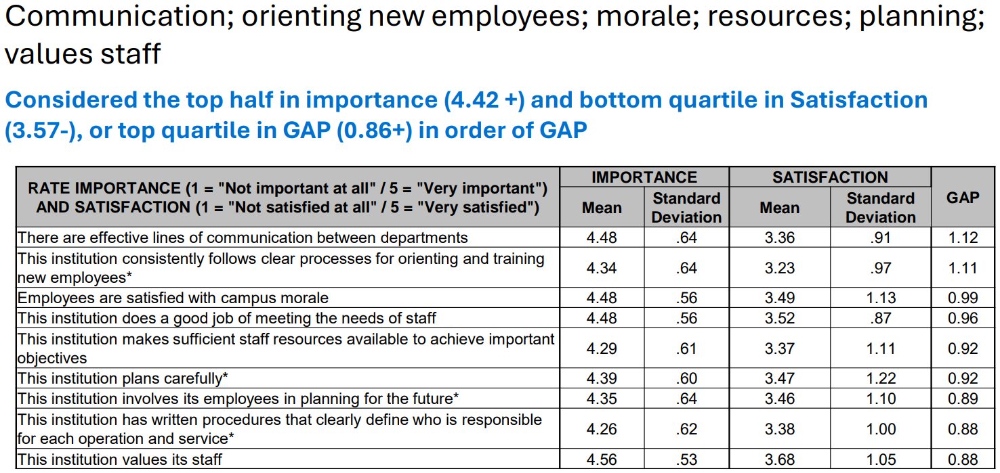 Communication; orienting new employees; morale; resources; planning;
values staff
Considered the top half in importance (4.42 +) and bottom quartile in Satisfaction
(3.57-), or top quartile in GAP (0.86+) in order of GAP
RATE IMPORTANCE (1 = "Not important at all" / 5 = "Very important")
AND SATISFACTION (1 = "Not satisfied at all" / 5 = "Very satisfied")
IMPORTANCE SATISFACTION GAP
Mean Standard Deviation Mean Standard Deviation
There are effective lines of communication between departments 4.48 .64 3.36 .91 1.12
This institution consistently follows clear processes for orienting and training
new employees* 4.34 .64 3.23 .97 1.11
Employees are satisfied with campus morale 4.48 .56 3.49 1.13 0.99
This institution does a good job of meeting the needs of staff 4.48 .56 3.52 .87 0.96
This institution makes sufficient staff resources available to achieve important
objectives 4.29 .61 3.37 1.11 0.92
This institution plans carefully* 4.39 .60 3.47 1.22 0.92
This institution involves its employees in planning for the future* 4.35 .64 3.46 1.10 0.89
This institution has written procedures that clearly define who is responsible
for each operation and service* 4.26 .62 3.38 1.00 0.88
This institution values its staff 4.56 .53 3.68 1.05 0.88